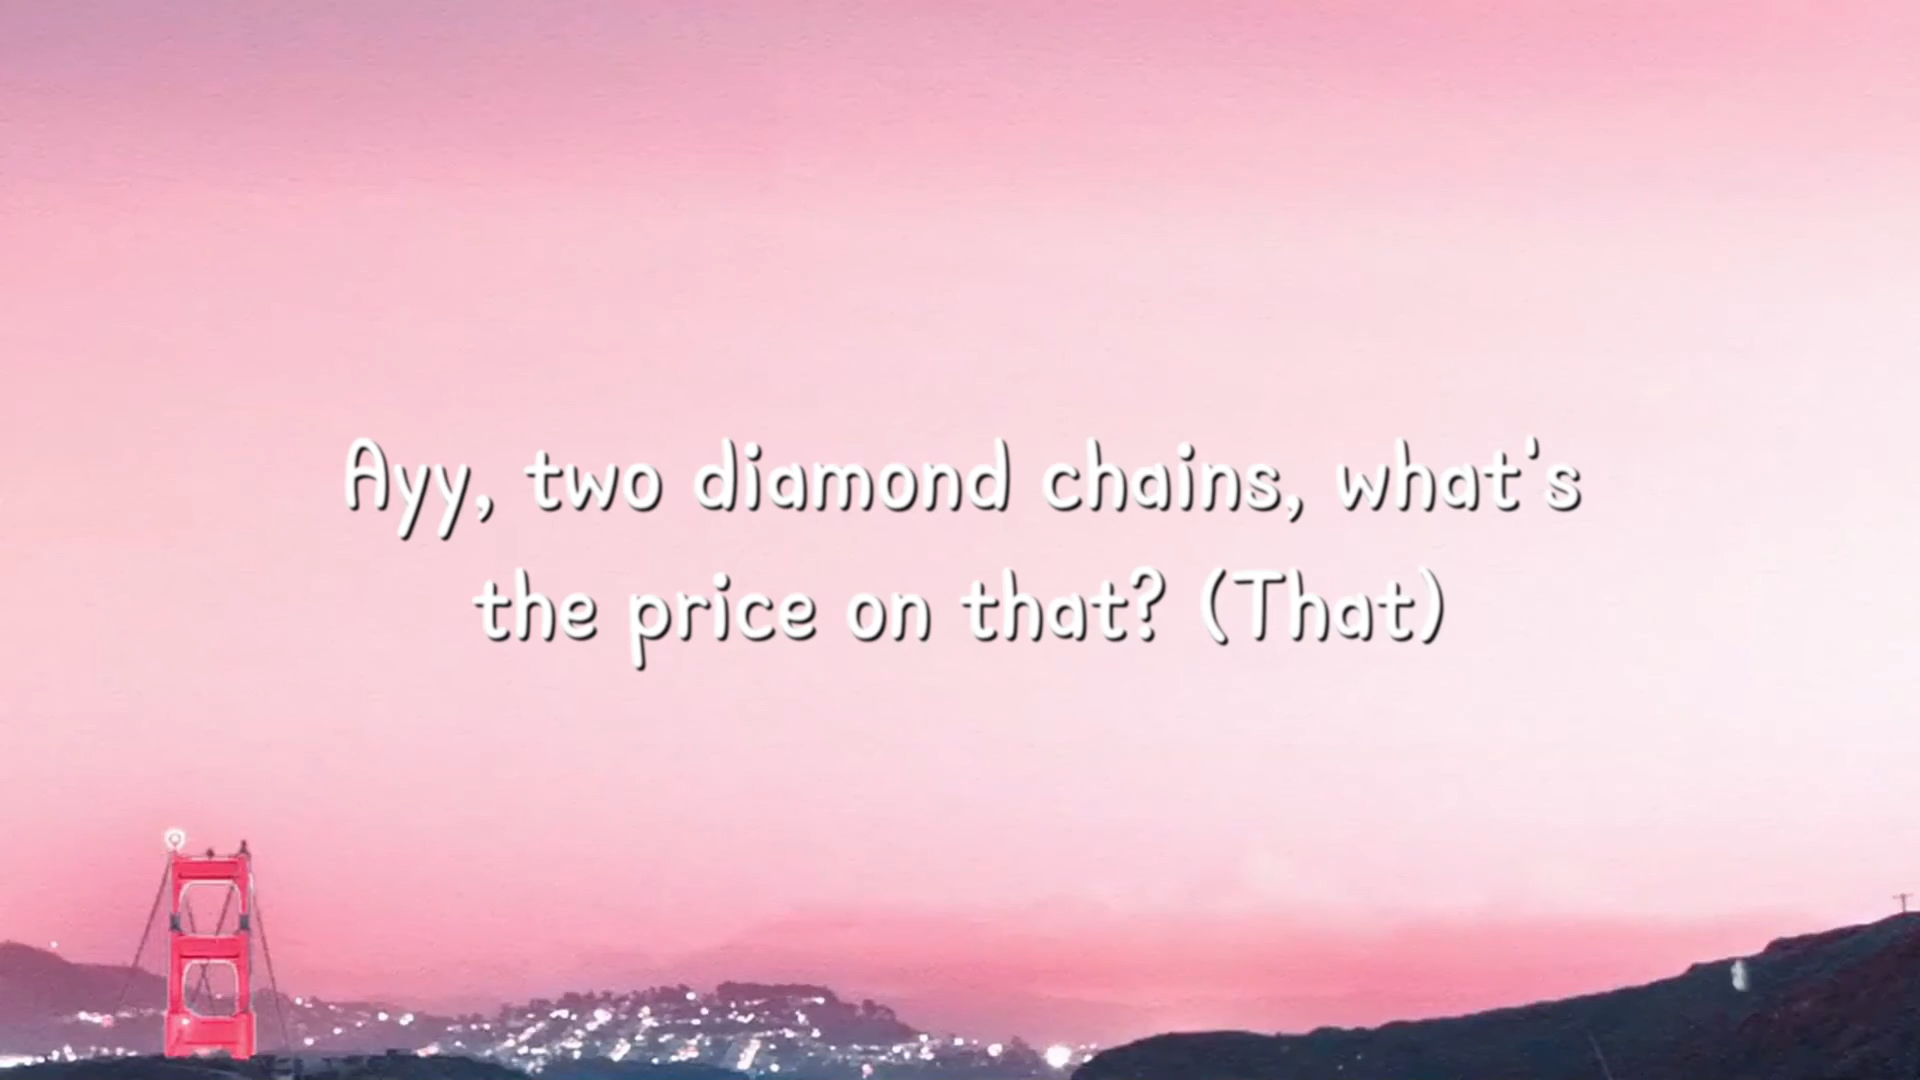 Ayy, two diamond chains, what's
the price on that? (That)